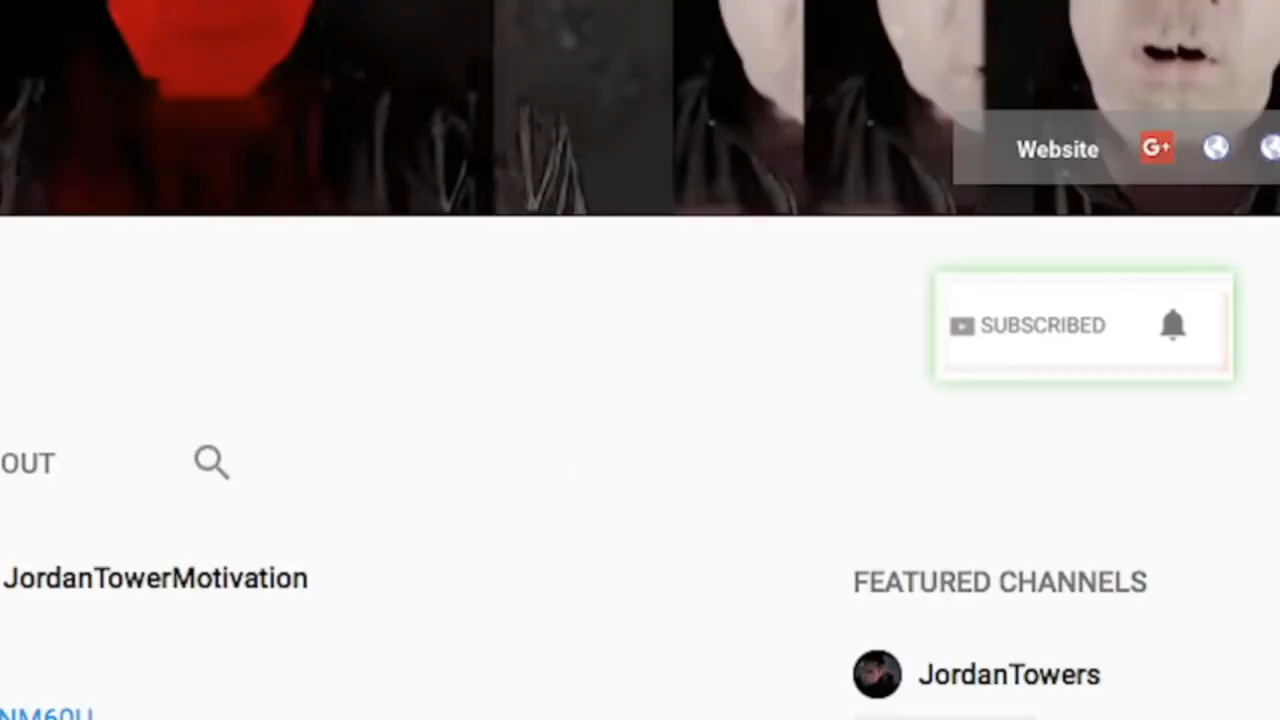 Website G+
SUBSCRIBED
OUT
JordanTowerMotivation
FEATURED CHANNELS
JordanTowers